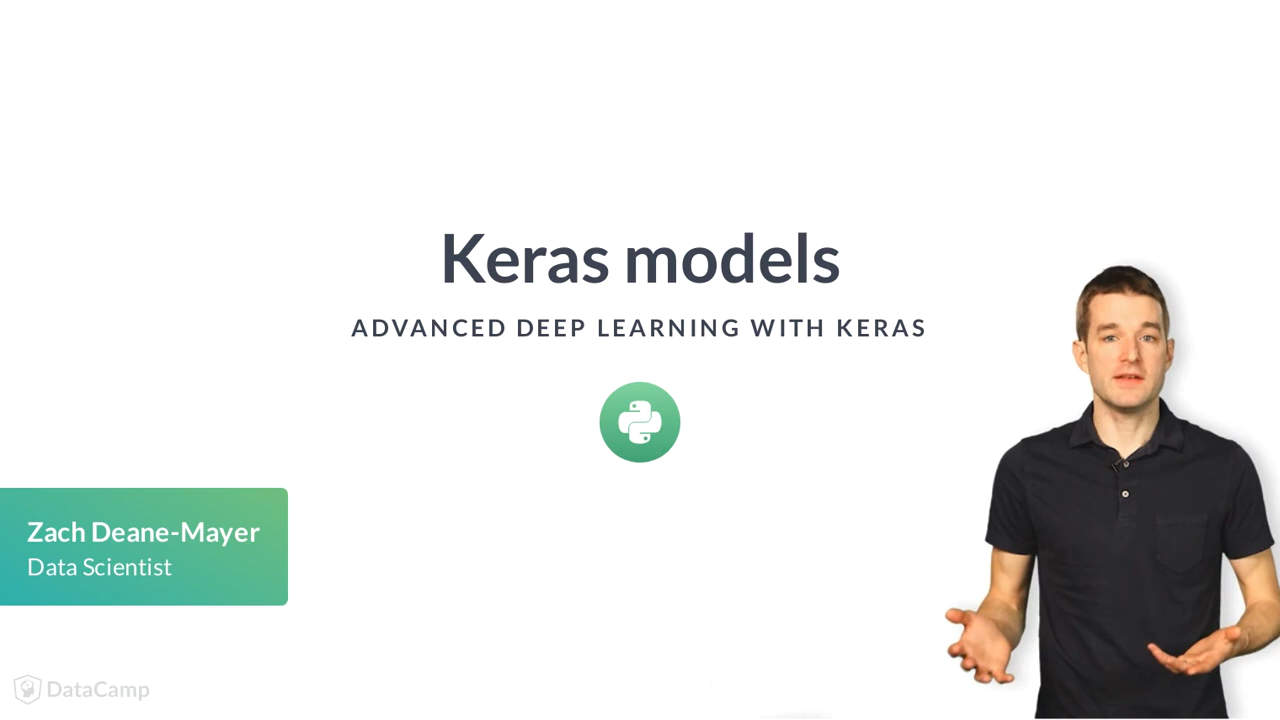 Keras models
ADVANCED DEEP LEARNING WITH KERAS
Zach Deane-Mayer
Data Scientist
DataCamp